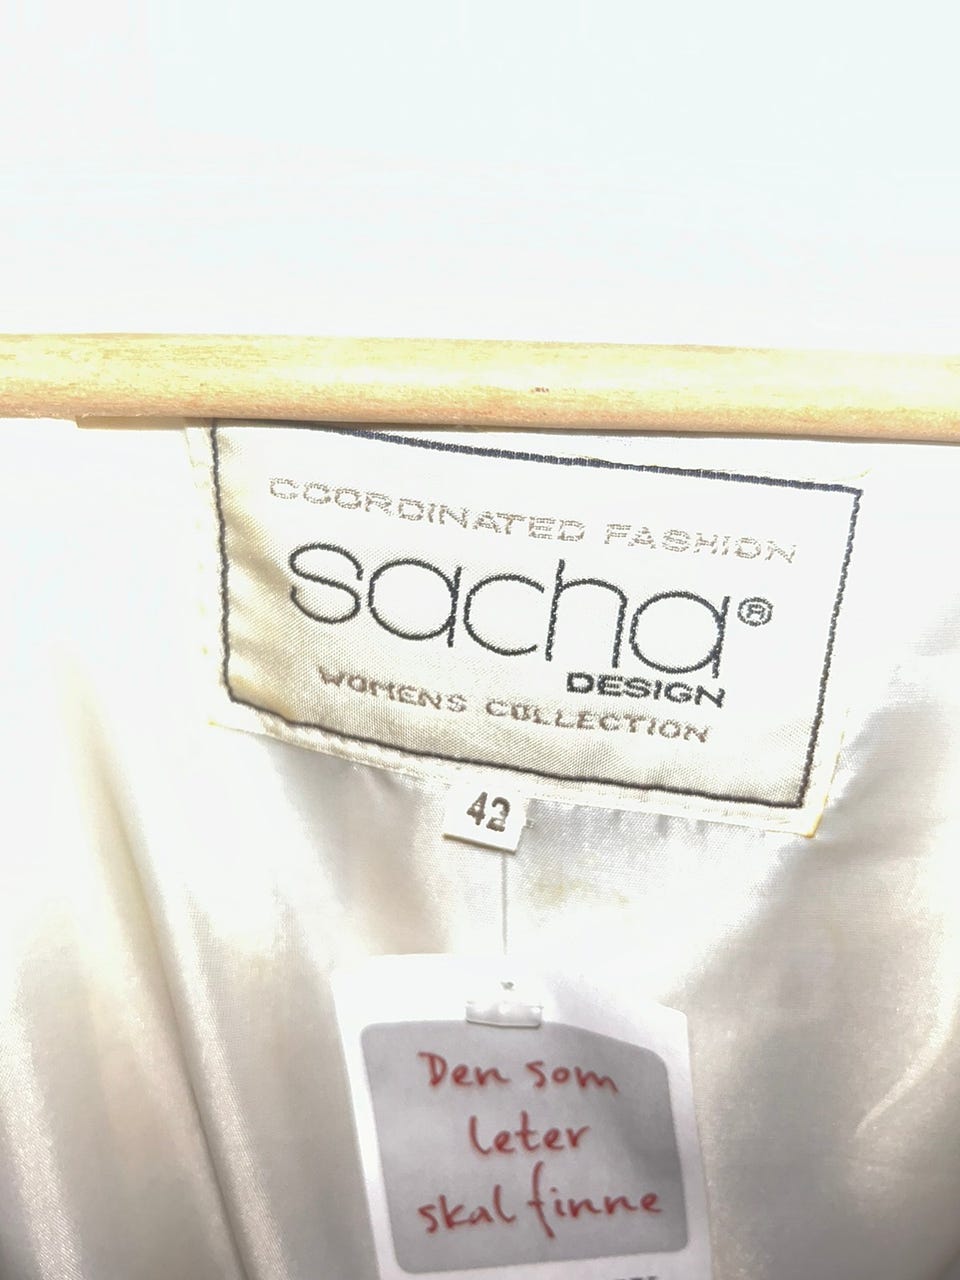 COORDINATED FASHION
sacha®
DESIGN
WOMENS COLLECTION
42
Den som
leter
skal finne